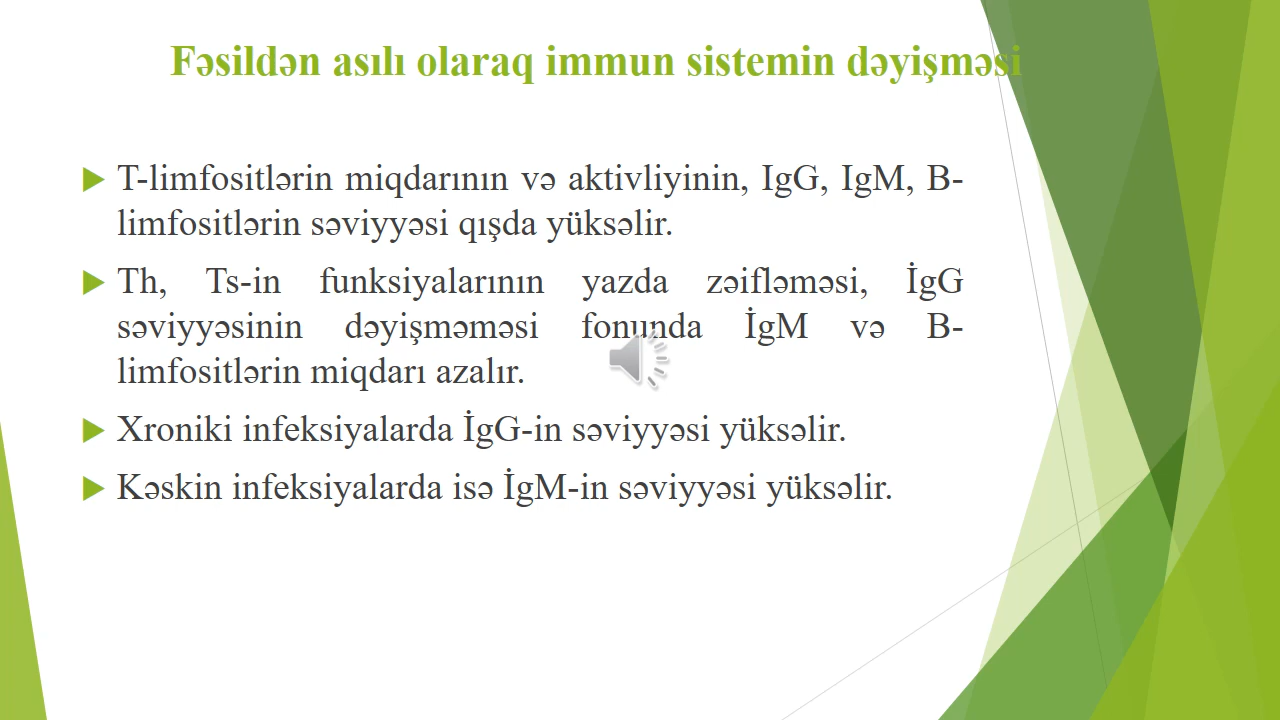 Fəsildən asılı olaraq immun sistemin dəyişməsi
T-limfositlərin miqdarının və aktivliyinin, IgG, IgM, B-
limfositlərin səviyyəsi qışda yüksəlir.
Th, Ts-in funksiyalarının yazda zəifləməsi, İgG
səviyyəsinin dəyişməməsi fonunda İgM və B-
limfositlərin miqdarı azalır.
Xroniki infeksiyalarda İgG-in səviyyəsi yüksəlir.
Kəskin infeksiyalarda isə İgM-in səviyyəsi yüksəlir.